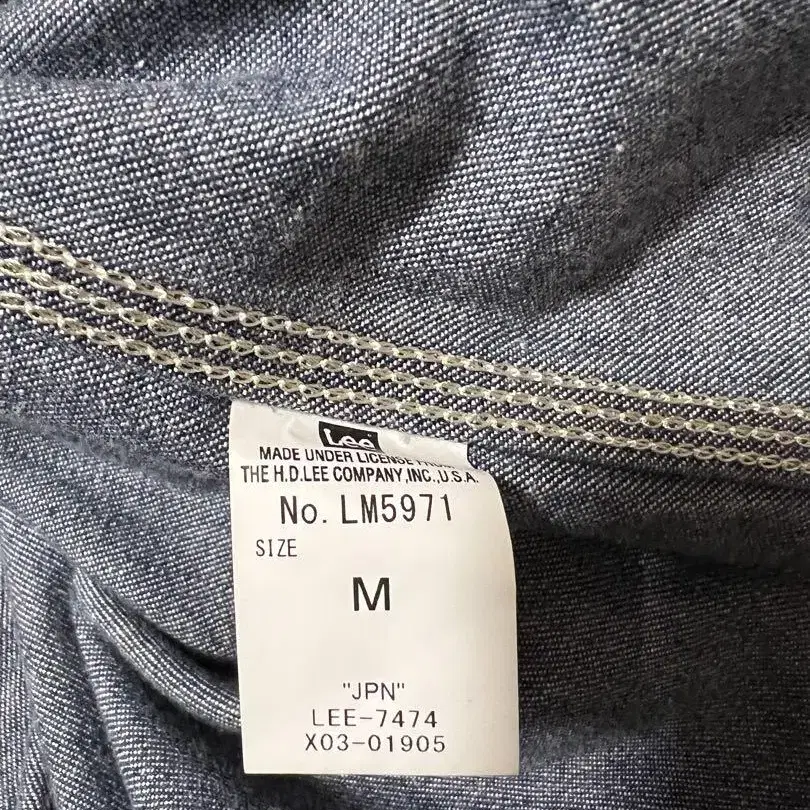 Lee
MADE UNDER LICENSE
THE H.D.LEE COMPANY,INC.,U.S.A.
No. LM5971
SIZE
M
"JPN"
LEE-7474
X03-01905